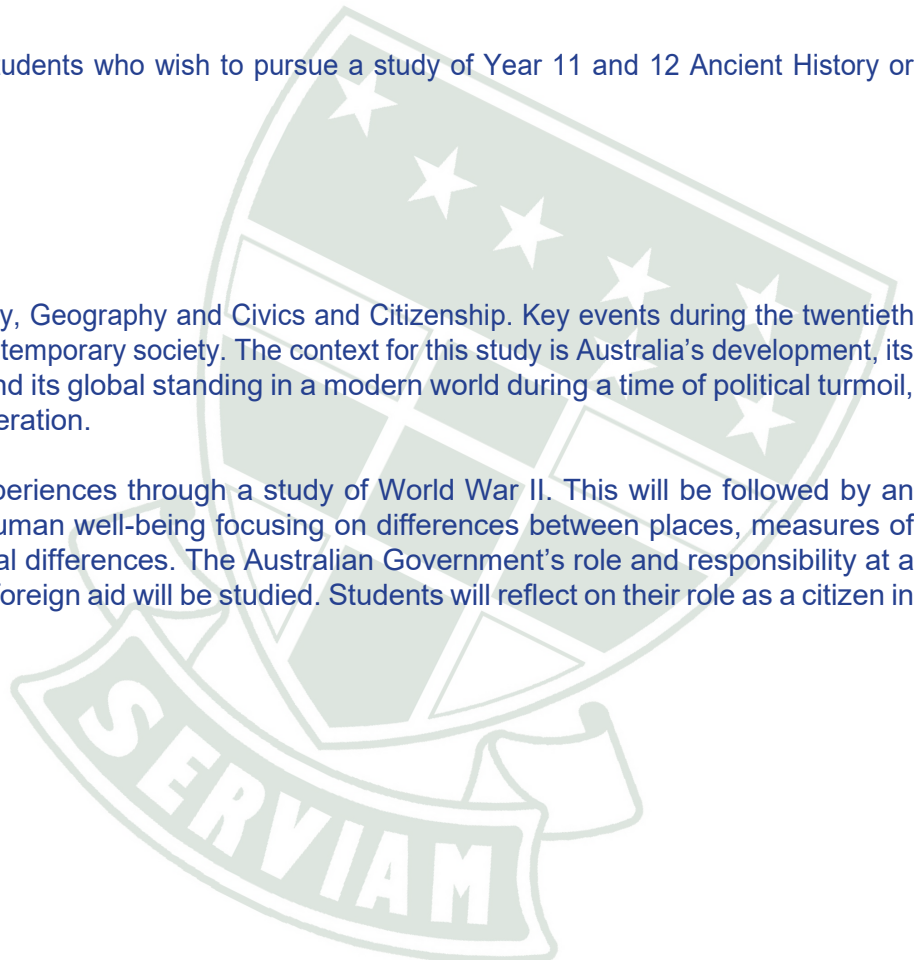 udents who wish to pursue a study of Year 11 and 12 Ancient History or
y, Geography and Civics and Citizenship. Key events during the twentieth
temporary society. The context for this study is Australia’s development, its
nd its global standing in a modern world during a time of political turmoil,
eration.
periences through a study of World War II. This will be followed by an
uman well-being focusing on differences between places, measures of
al differences. The Australian Government’s role and responsibility at a
foreign aid will be studied. Students will reflect on their role as a citizen in
SERVIAM